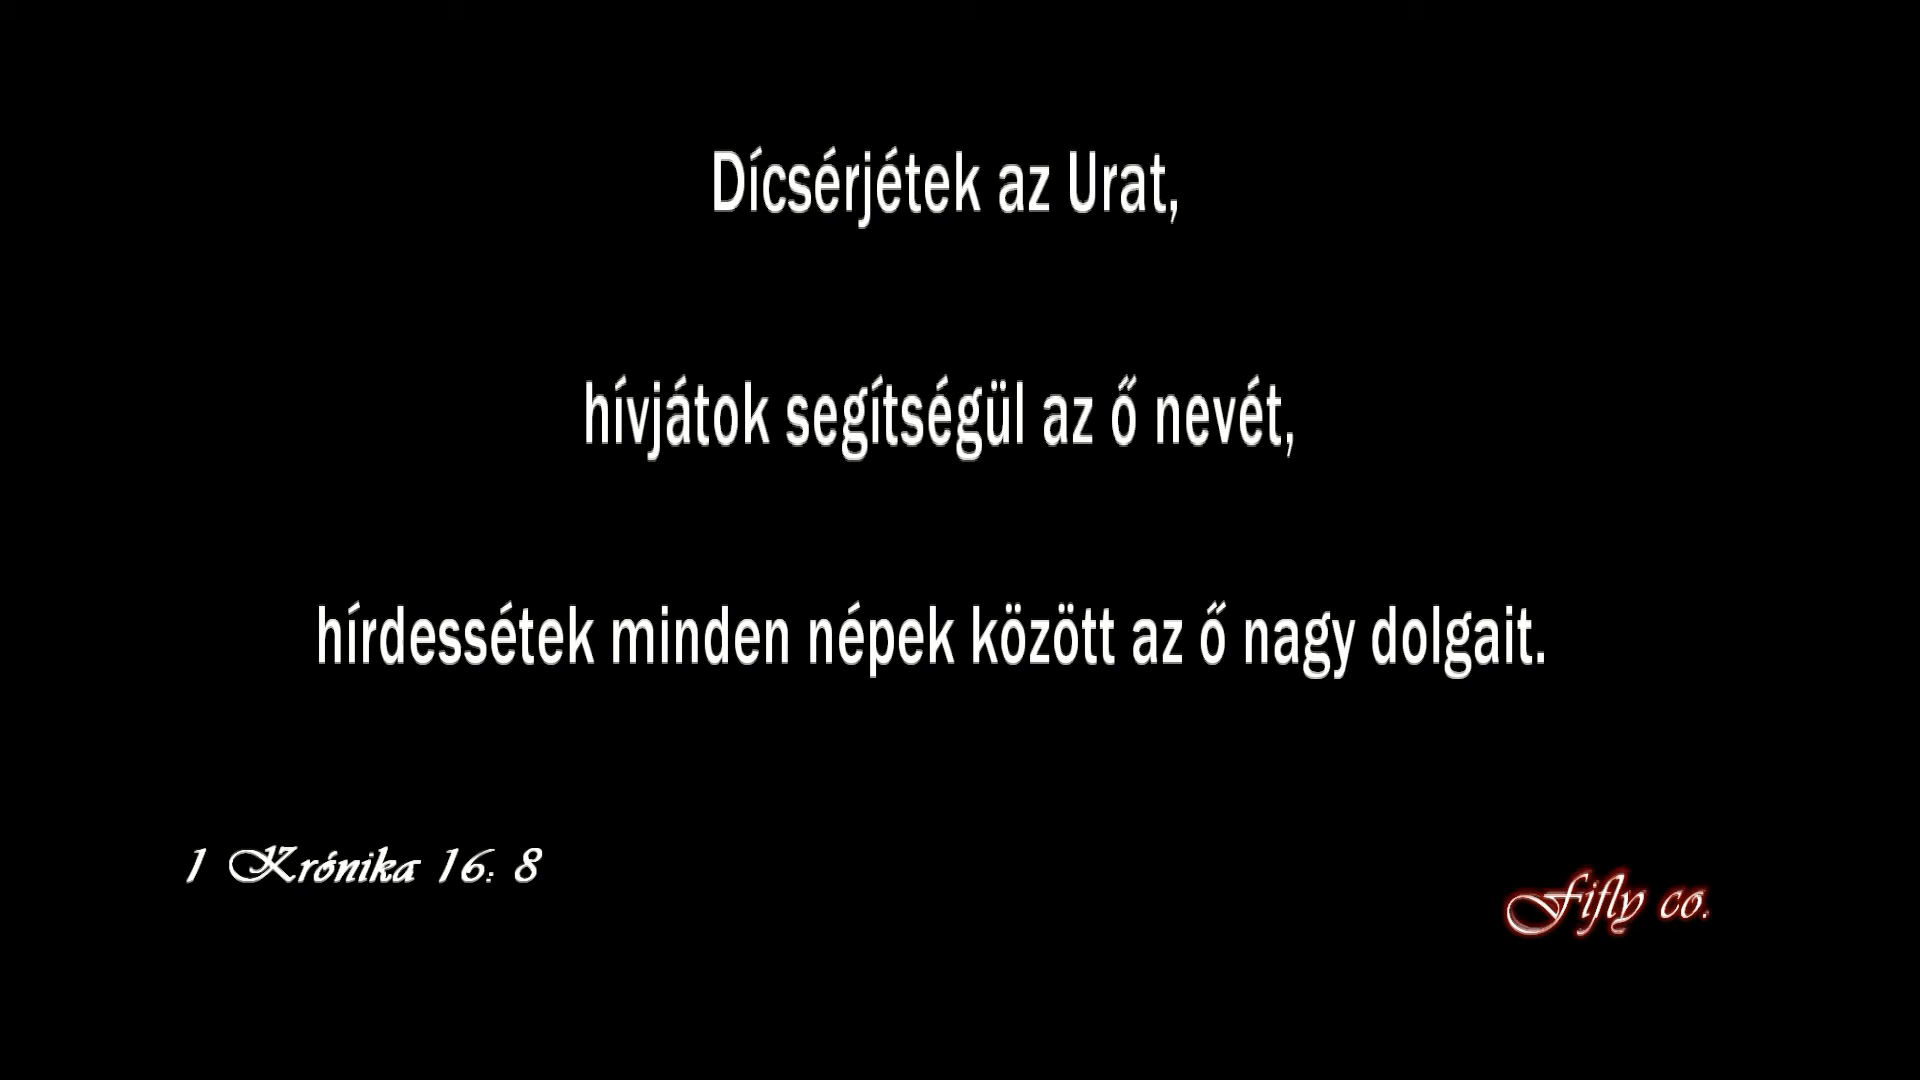 Dícsérjétek az Urat,
hívjátok segítségül az ő nevét,
hírdessétek minden népek között az ő nagy dolgait.
1 Krónika 16: 8
Fifly co.